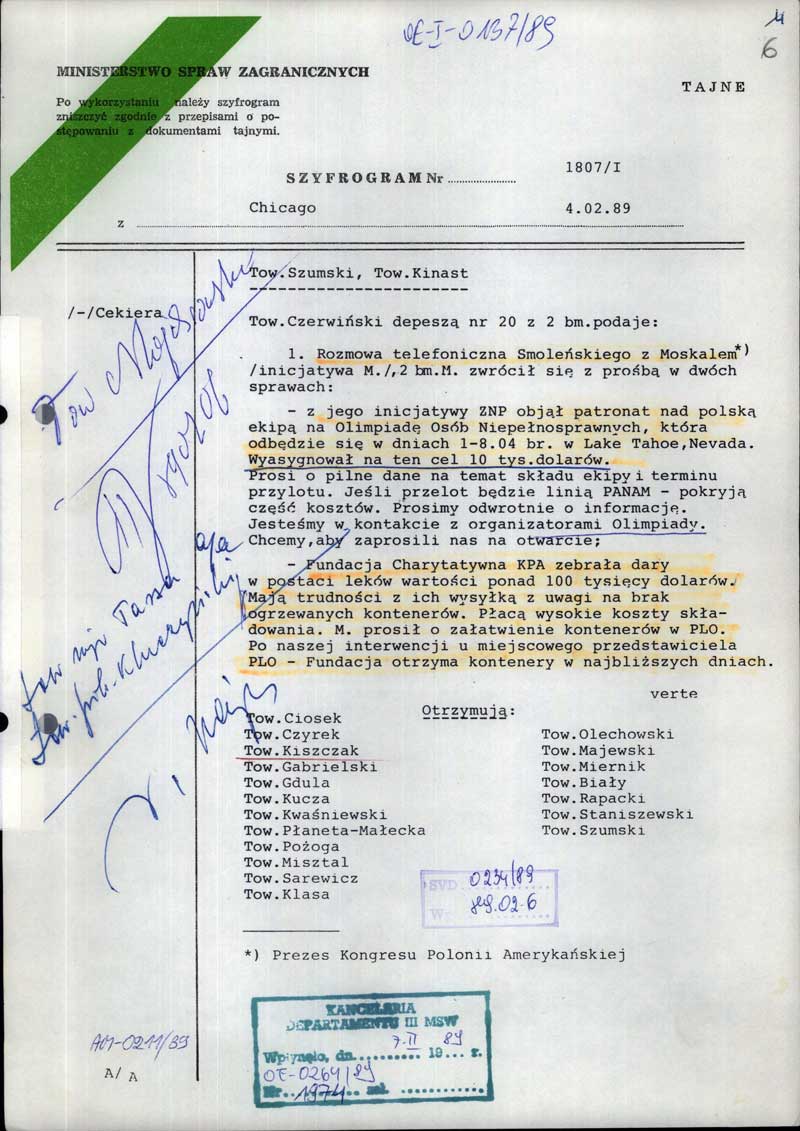 OE-I-0137/89
6
MINISTERSTWO SPRAW ZAGRANICZNYCH
TAJNE
Po wykorzystaniu należy szyfrogram
zniszczyć zgodnie z przepisami o po-
stępowaniu z dokumentami tajnymi.
SZYFROGRAM Nr 1807/I
z Chicago 4.02.89
Tow.Szumski, Tow.Kinast
/-/Cekiera
Tow.Czerwiński depeszą nr 20 z 2 bm.podaje:
1. Rozmowa telefoniczna Smoleńskiego z Moskalem*)
/inicjatywa M./,2 bm.M. zwrócił się z prośbą w dwóch
sprawach:
- z jego inicjatywy ZNP objął patronat nad polską
ekipą na Olimpiadę Osób Niepełnosprawnych, która
odbędzie się w dniach 1-8.04 br. w Lake Tahoe,Nevada.
Wyasygnował na ten cel 10 tys.dolarów.
Prosi o pilne dane na temat składu ekipy i terminu
przylotu. Jeśli przelot będzie linią PANAM - pokryją
część kosztów. Prosimy odwrotnie o informację.
Jesteśmy w kontakcie z organizatorami Olimpiady.
Chcemy,aby zaprosili nas na otwarcie;
- Fundacja Charytatywna KPA zebrała dary
w postaci leków wartości ponad 100 tysięcy dolarów.
Mają trudności z ich wysyłką z uwagi na brak
ogrzewanych kontenerów. Płacą wysokie koszty skła-
dowania. M. prosił o załatwienie kontenerów w PLO.
Po naszej interwencji u miejscowego przedstawiciela
PLO - Fundacja otrzyma kontenery w najbliższych dniach.
verte
Otrzymują:
Tow.Ciosek
Tow.Czyrek
Tow.Kiszczak
Tow.Gabrielski
Tow.Gdula
Tow.Kucza
Tow.Kwaśniewski
Tow.Płaneta-Małecka
Tow.Pożoga
Tow.Misztal
Tow.Sarewicz
Tow.Klasa
Tow.Olechowski
Tow.Majewski
Tow.Miernik
Tow.Biały
Tow.Rapacki
Tow.Staniszewski
Tow.Szumski
SVD 0234/89
W 89.02.6
*) Prezes Kongresu Polonii Amerykańskiej
KANCELARIA
DEPARTAMENTU III MSW
Wpłynęło, dn. 7-II 1989 r.
OE-0264/89
Nr 1974 zał.
A/A